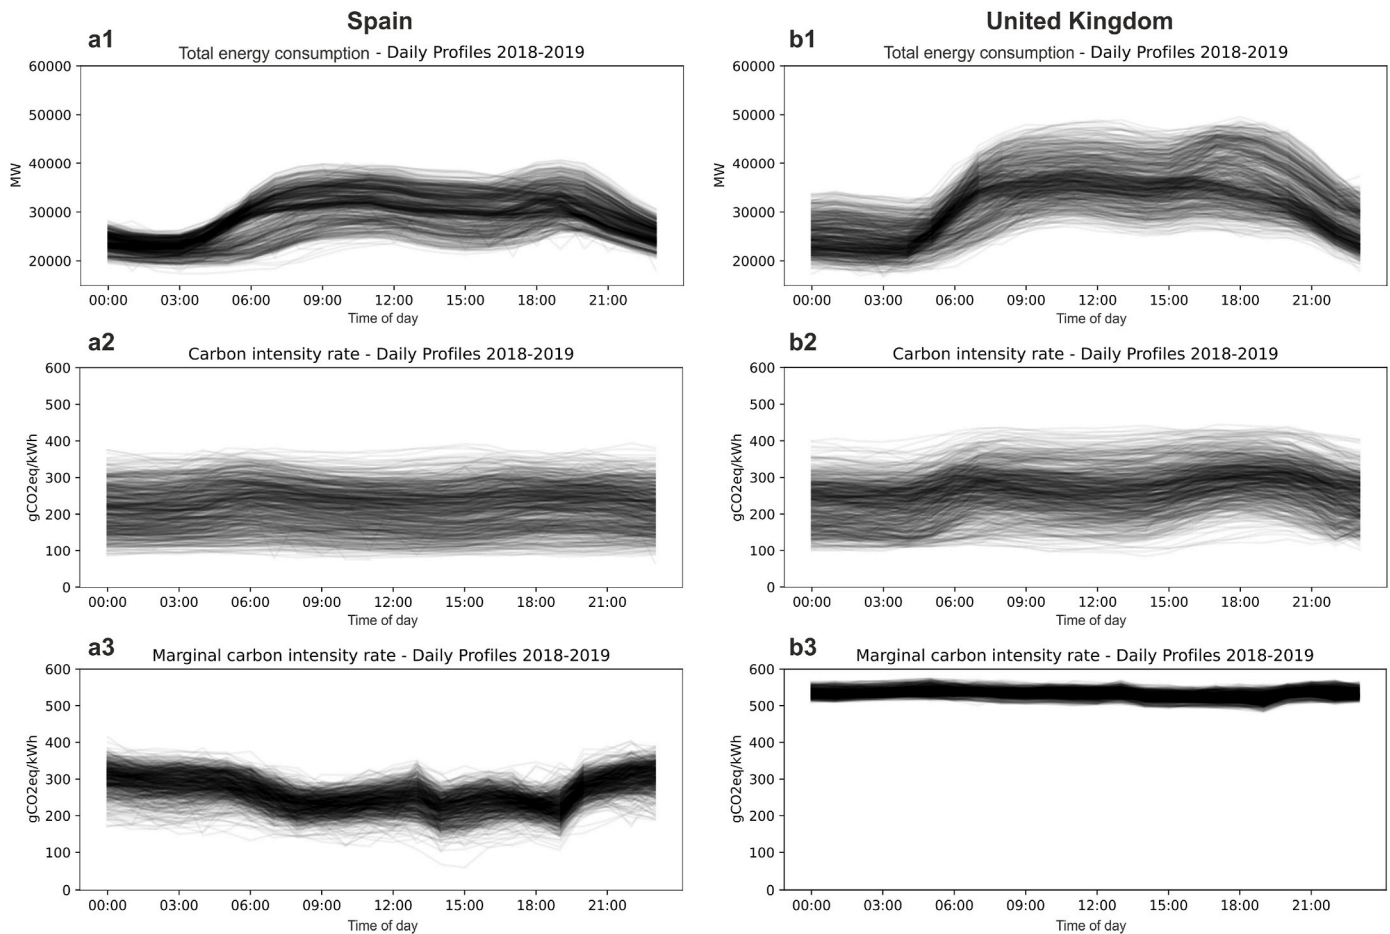 Spain
United Kingdom
a1
Total energy consumption - Daily Profiles 2018-2019
60000
50000
40000
30000
20000
MW
00:00 03:00 06:00 09:00 12:00 15:00 18:00 21:00
Time of day
b1
Total energy consumption - Daily Profiles 2018-2019
60000
50000
40000
30000
20000
MW
00:00 03:00 06:00 09:00 12:00 15:00 18:00 21:00
Time of day
a2
Carbon intensity rate - Daily Profiles 2018-2019
600
500
400
300
200
100
0
gCO2eq/kWh
00:00 03:00 06:00 09:00 12:00 15:00 18:00 21:00
Time of day
b2
Carbon intensity rate - Daily Profiles 2018-2019
600
500
400
300
200
100
0
gCO2eq/kWh
00:00 03:00 06:00 09:00 12:00 15:00 18:00 21:00
Time of day
a3
Marginal carbon intensity rate - Daily Profiles 2018-2019
600
500
400
300
200
100
0
gCO2eq/kWh
00:00 03:00 06:00 09:00 12:00 15:00 18:00 21:00
Time of day
b3
Marginal carbon intensity rate - Daily Profiles 2018-2019
600
500
400
300
200
100
0
gCO2eq/kWh
00:00 03:00 06:00 09:00 12:00 15:00 18:00 21:00
Time of day